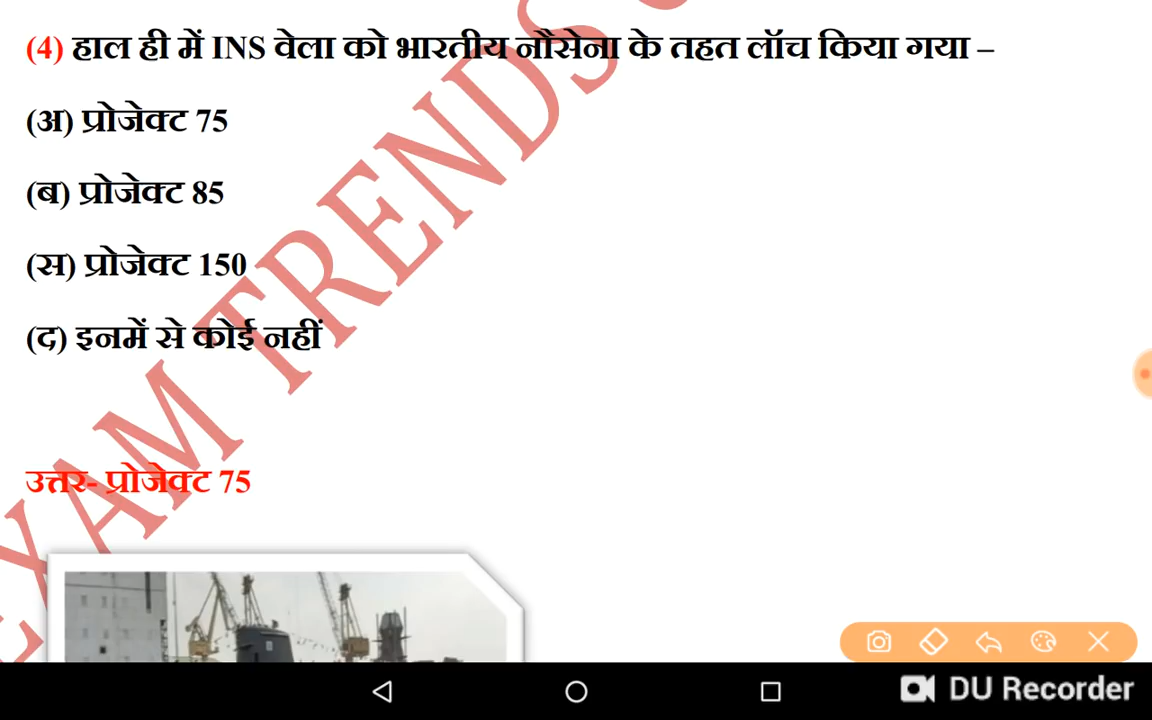 (4) हाल ही में INS वेला को भारतीय नौसेना के तहत लॉच किया गया –
(अ) प्रोजेक्ट 75
(ब) प्रोजेक्ट 85
(स) प्रोजेक्ट 150
(द) इनमें से कोई नहीं
उत्तर- प्रोजेक्ट 75
EXAM TRENDS
DU Recorder